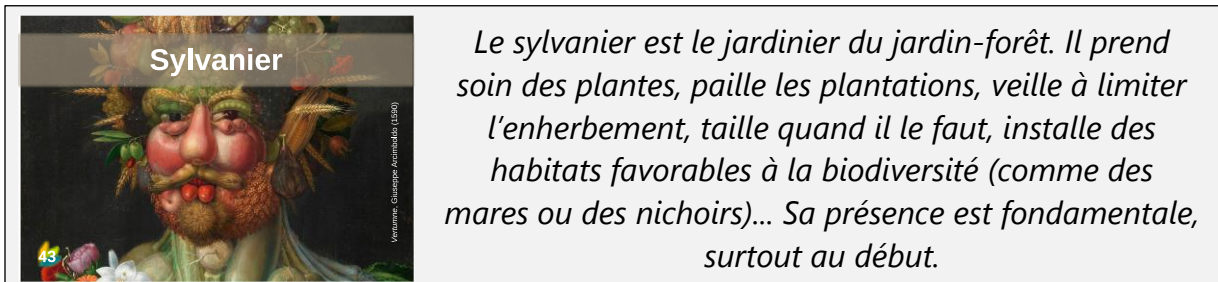 Sylvanier
Vertumne, Giuseppe Arcimboldo (1590)
43
Le sylvanier est le jardinier du jardin-forêt. Il prend
soin des plantes, paille les plantations, veille à limiter
l'enherbement, taille quand il le faut, installe des
habitats favorables à la biodiversité (comme des
mares ou des nichoirs)... Sa présence est fondamentale,
surtout au début.